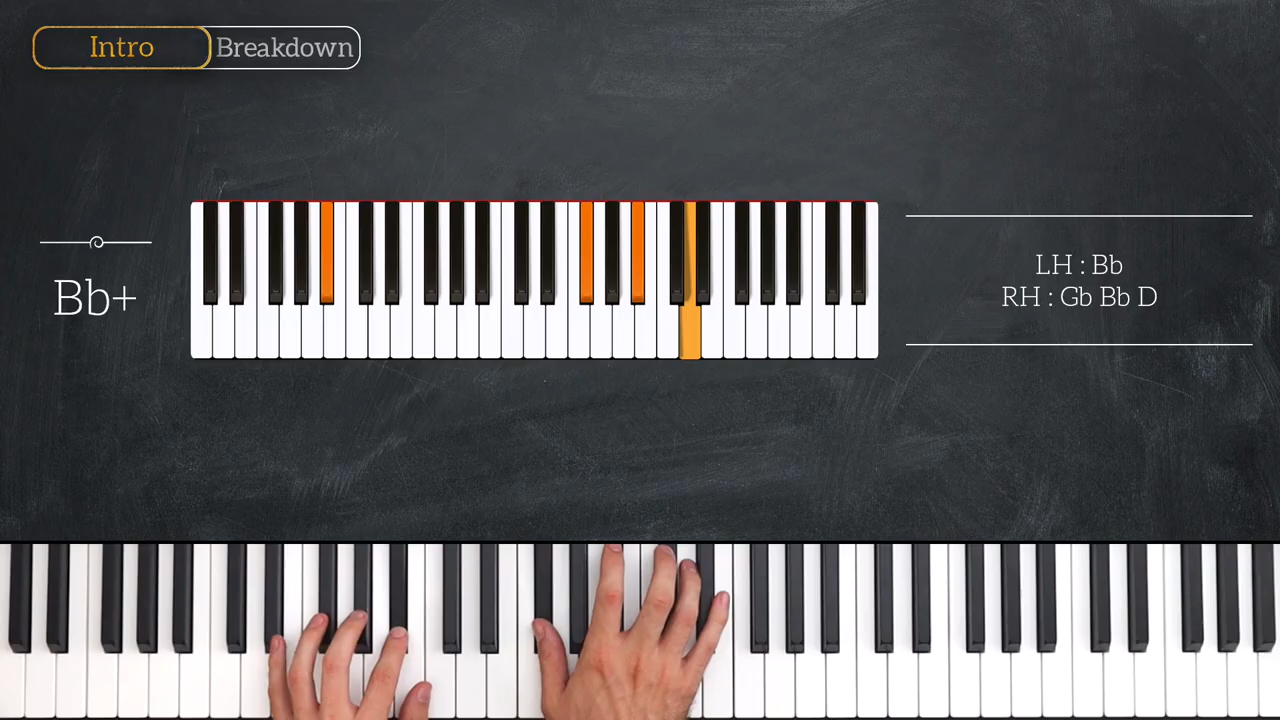 Intro
Breakdown
Bb+
LH : Bb
RH : Gb Bb D